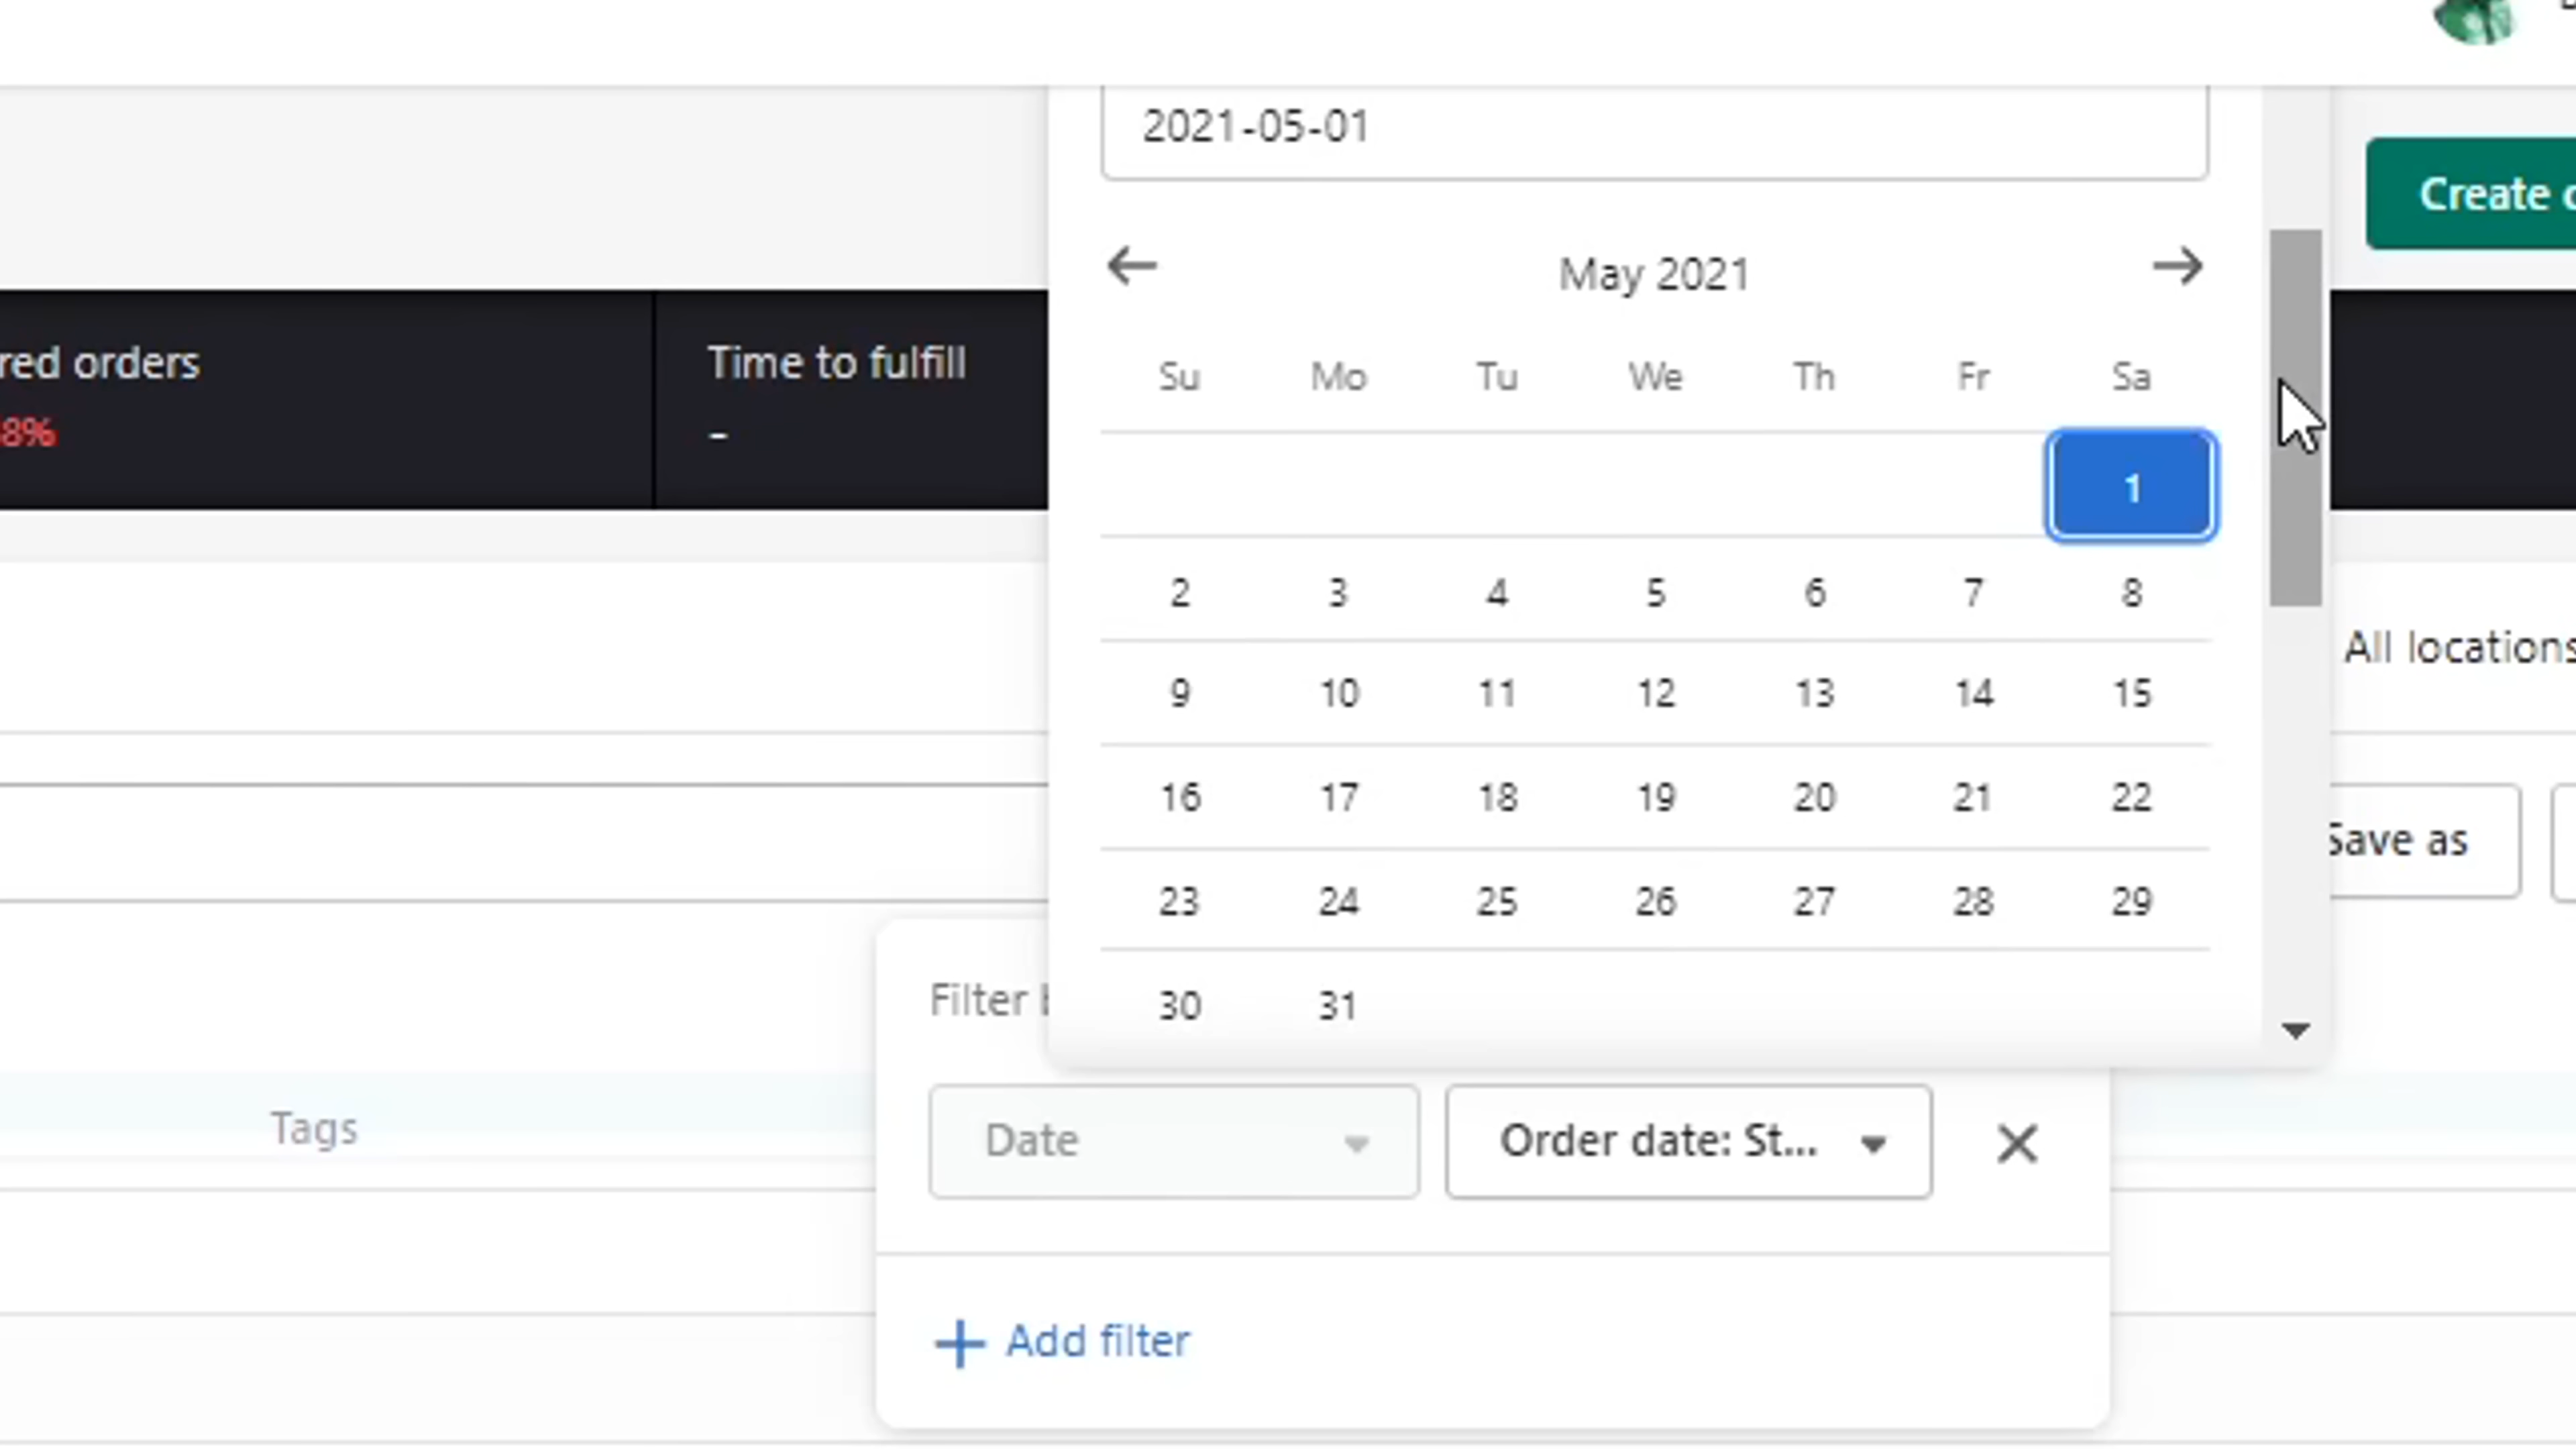 2021-05-01
Create
May 2021
red orders
Time to fulfill
8%
-
Su Mo Tu We Th Fr Sa
1
2 3 4 5 6 7 8
9 10 11 12 13 14 15
16 17 18 19 20 21 22
23 24 25 26 27 28 29
30 31
All locations
Save as
Filter
Date
Order date: St...
Tags
Add filter